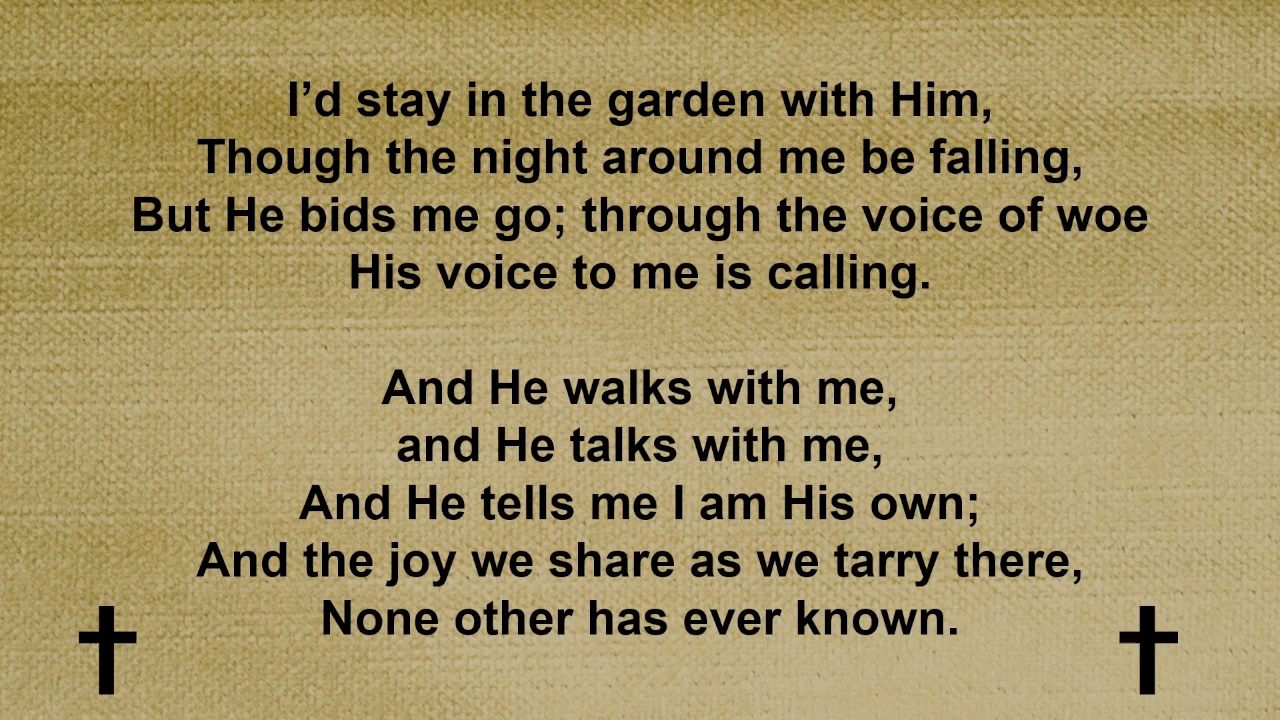 I’d stay in the garden with Him,
Though the night around me be falling,
But He bids me go; through the voice of woe
His voice to me is calling.
And He walks with me,
and He talks with me,
And He tells me I am His own;
And the joy we share as we tarry there,
None other has ever known.